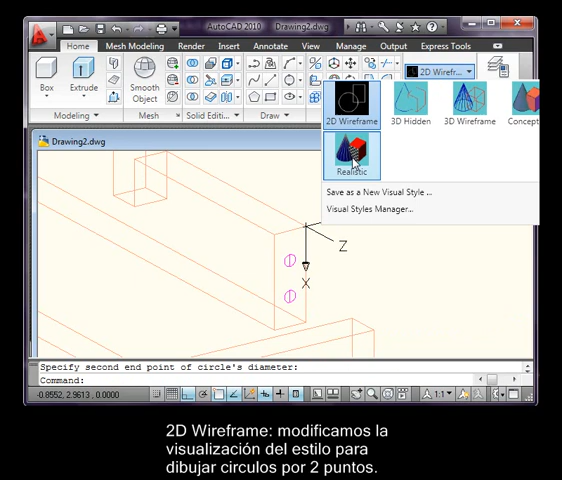 AutoCAD 2010 Drawing2.dwg
Home Mesh Modeling Render Insert Annotate View Manage Output Express Tools
2D Wirefr...
Box Extrude Smooth Object
Modeling Mesh Solid Editi... Draw
2D Wireframe 3D Hidden 3D Wireframe Concept
Realistic
Save as a New Visual Style ...
Visual Styles Manager...
Drawing2.dwg
Z
X
Specify second end point of circle's diameter:
Command:
-0.8552, 2.9613, 0.0000
1:1
2D Wireframe: modificamos la
visualización del estilo para
dibujar circulos por 2 puntos.